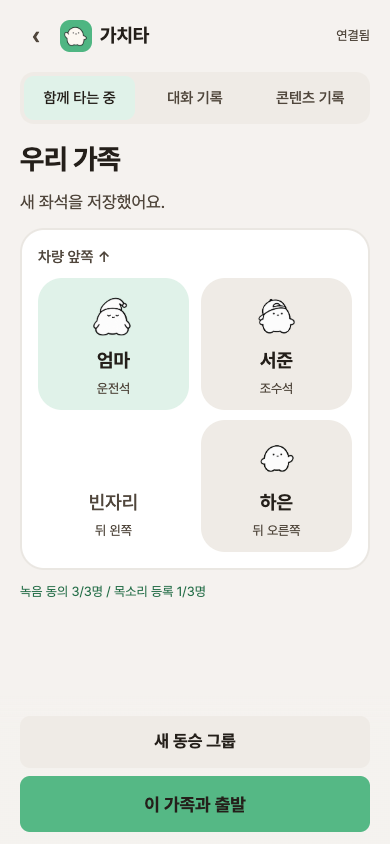 ‹ 가치타 연결됨
함께 타는 중 대화 기록 콘텐츠 기록
우리 가족
새 좌석을 저장했어요.
차량 앞쪽 ↑
엄마 서준
운전석 조수석
빈자리 하은
뒤 왼쪽 뒤 오른쪽
녹음 동의 3/3명 / 목소리 등록 1/3명
새 동승 그룹
이 가족과 출발